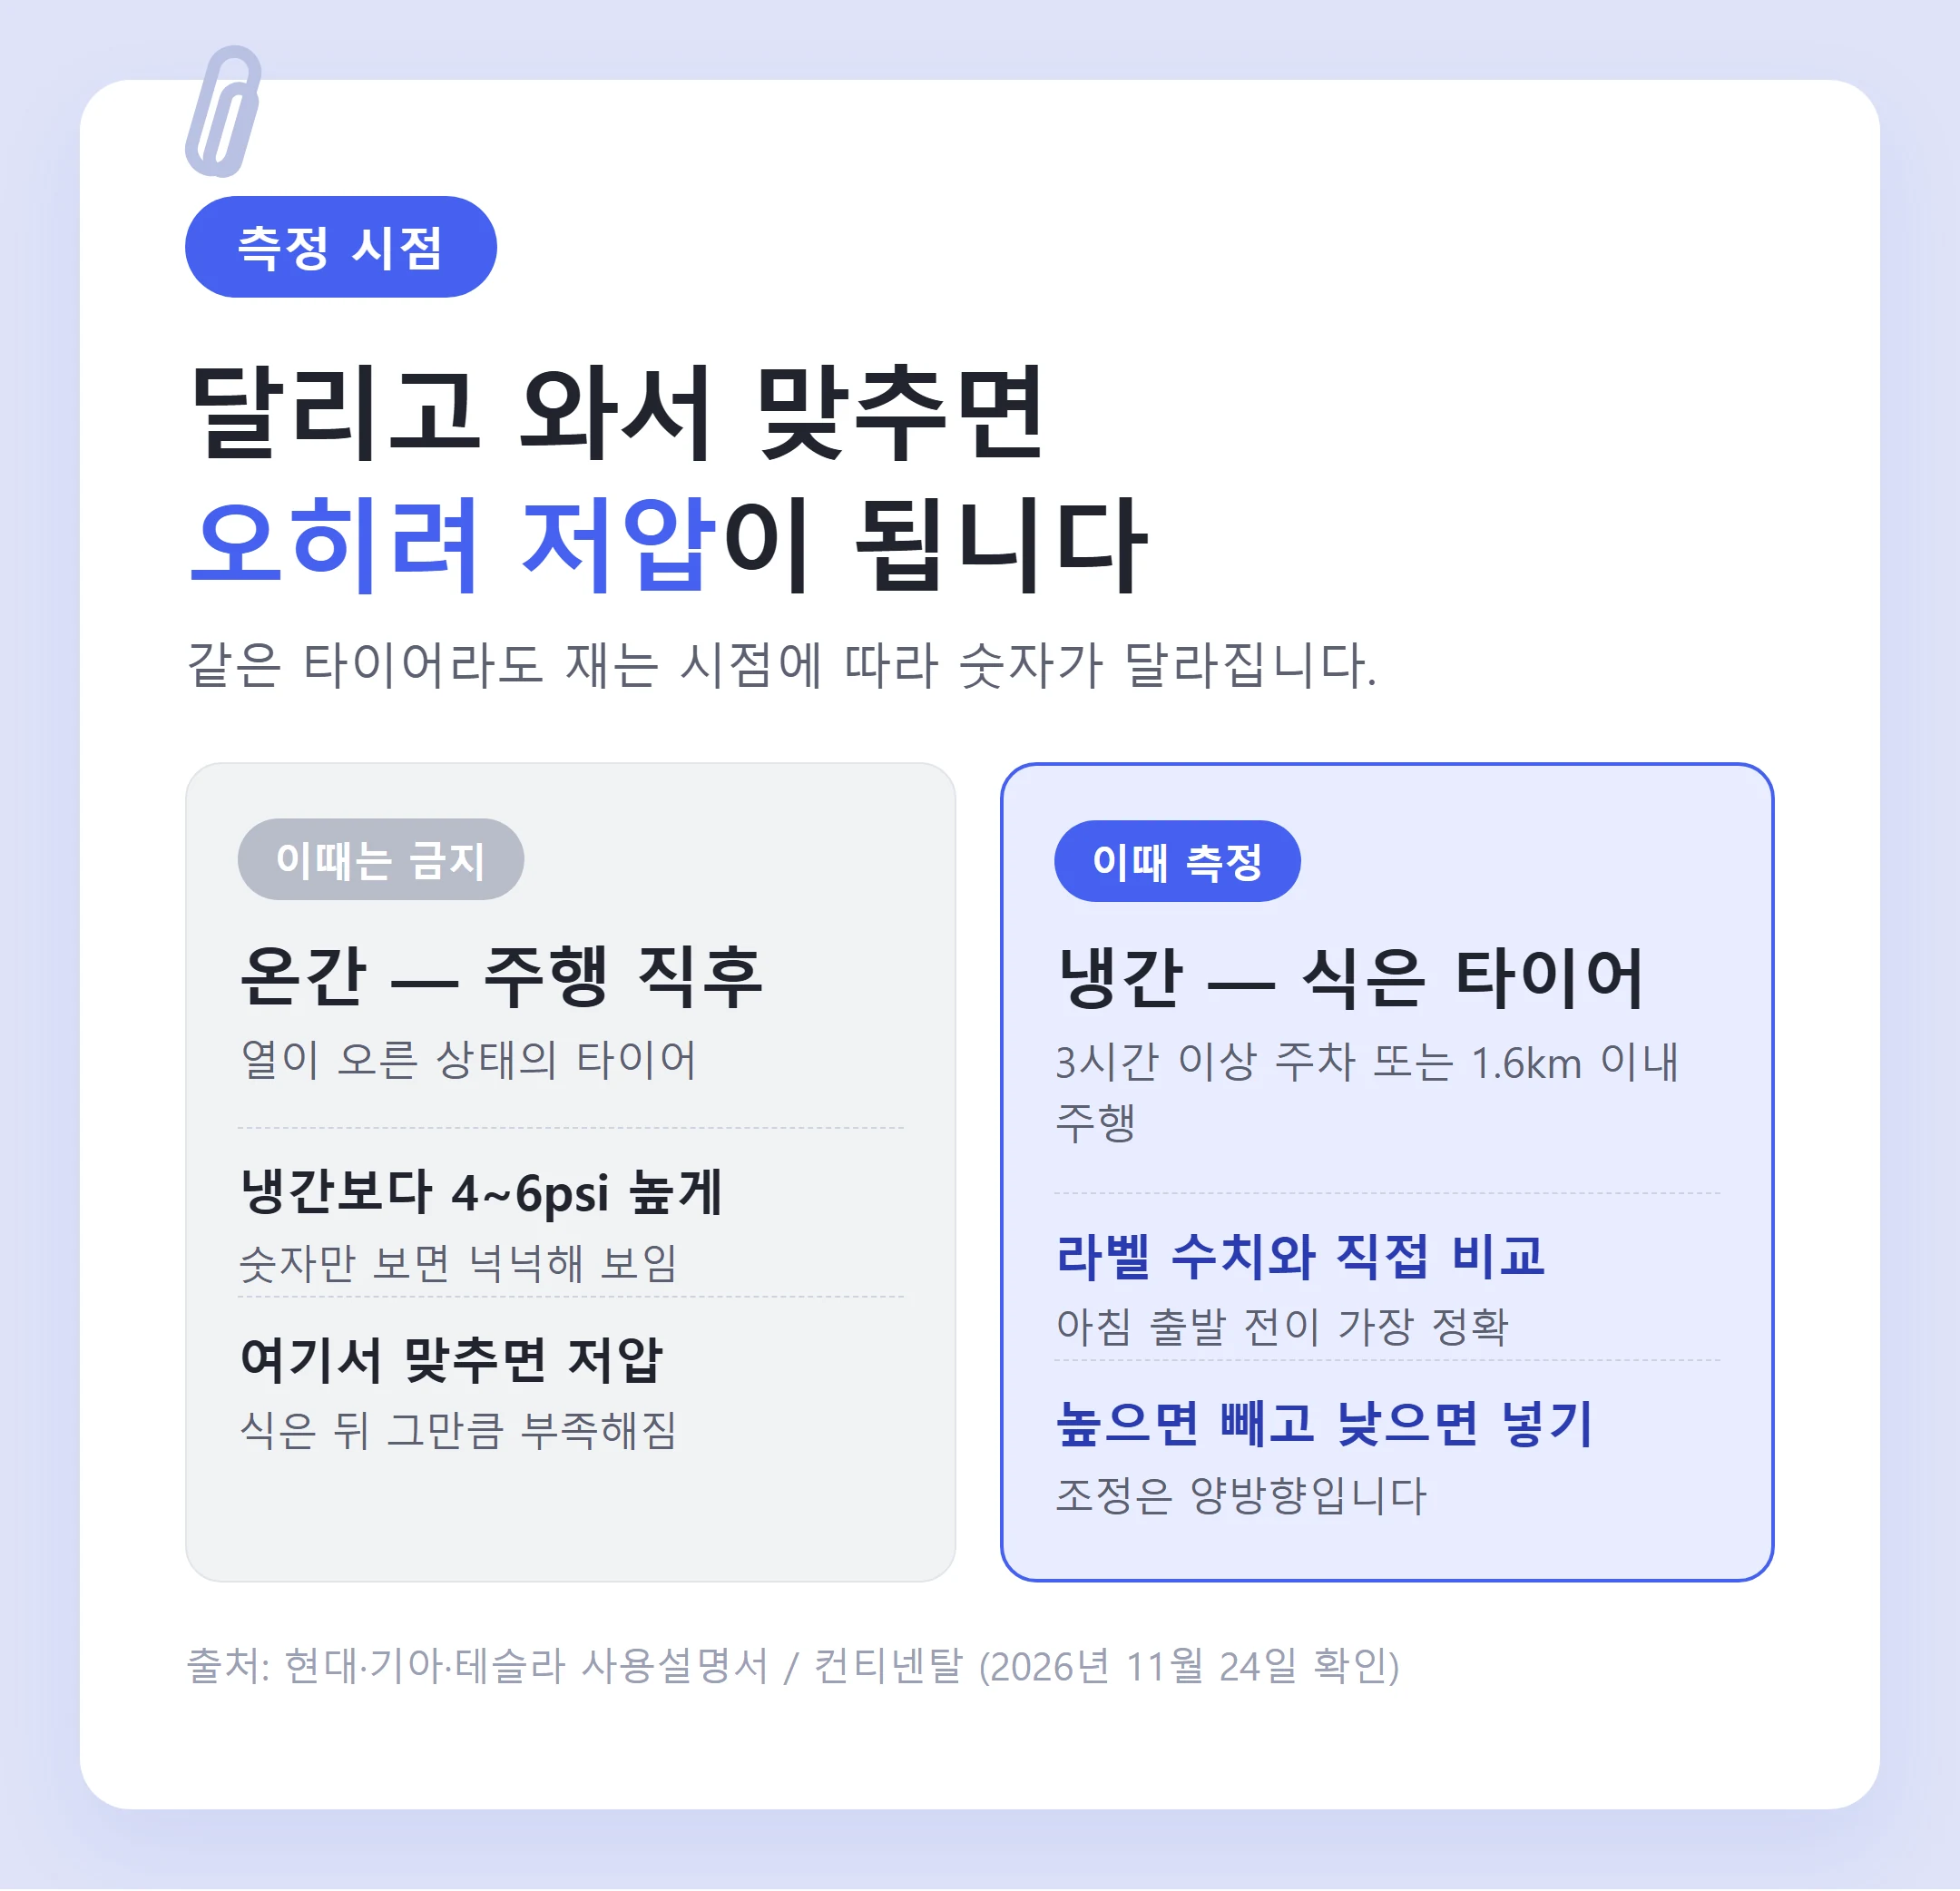 측정 시점
달리고 와서 맞추면
오히려 저압이 됩니다
같은 타이어라도 재는 시점에 따라 숫자가 달라집니다.
이때는 금지
온간 — 주행 직후
열이 오른 상태의 타이어
냉간보다 4~6psi 높게
숫자만 보면 넉넉해 보임
여기서 맞추면 저압
식은 뒤 그만큼 부족해짐
이때 측정
냉간 — 식은 타이어
3시간 이상 주차 또는 1.6km 이내
주행
라벨 수치와 직접 비교
아침 출발 전이 가장 정확
높으면 빼고 낮으면 넣기
조정은 양방향입니다
출처: 현대·기아·테슬라 사용설명서 / 컨티넨탈 (2026년 11월 24일 확인)